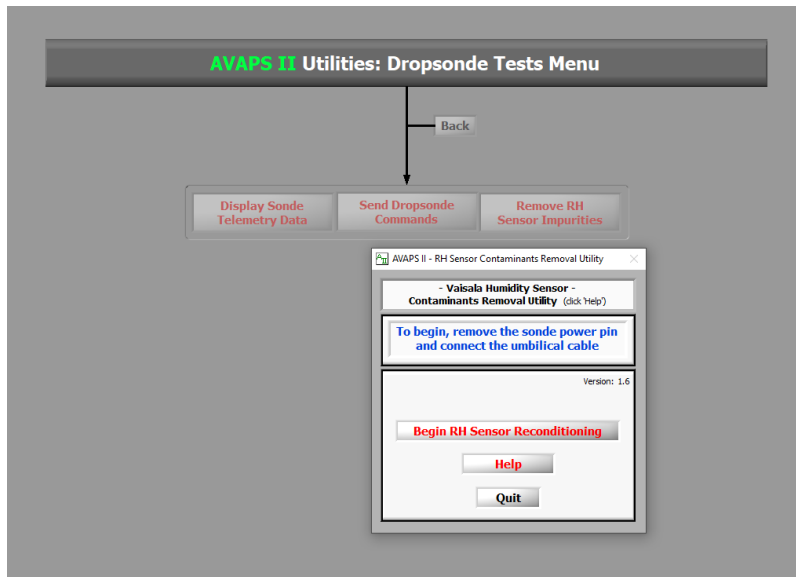 AVAPS II Utilities: Dropsonde Tests Menu
Back
Display Sonde
Telemetry Data
Send Dropsonde
Commands
Remove RH
Sensor Impurities
AVAPS II - RH Sensor Contaminants Removal Utility
- Vaisala Humidity Sensor -
Contaminants Removal Utility (click 'Help')
To begin, remove the sonde power pin
and connect the umbilical cable
Version: 1.6
Begin RH Sensor Reconditioning
Help
Quit